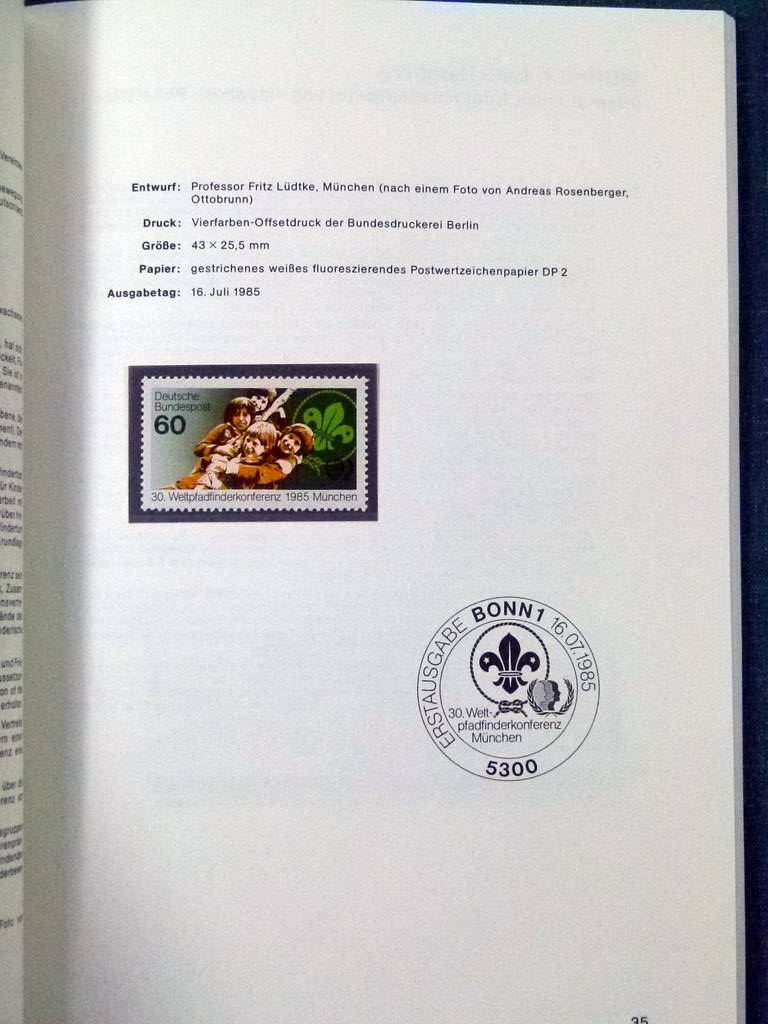 Entwurf: Professor Fritz Lüdtke, München (nach einem Foto von Andreas Rosenberger,
Ottobrunn)
Druck: Vierfarben-Offsetdruck der Bundesdruckerei Berlin
Größe: 43 × 25,5 mm
Papier: gestrichenes weißes fluoreszierendes Postwertzeichenpapier DP 2
Ausgabetag: 16. Juli 1985
Deutsche
Bundespost
60
30. Weltpfadfinderkonferenz 1985 München
ERSTAUSGABE BONN 1 16.07.1985
30. Welt-
pfadfinderkonferenz
München
5300
35